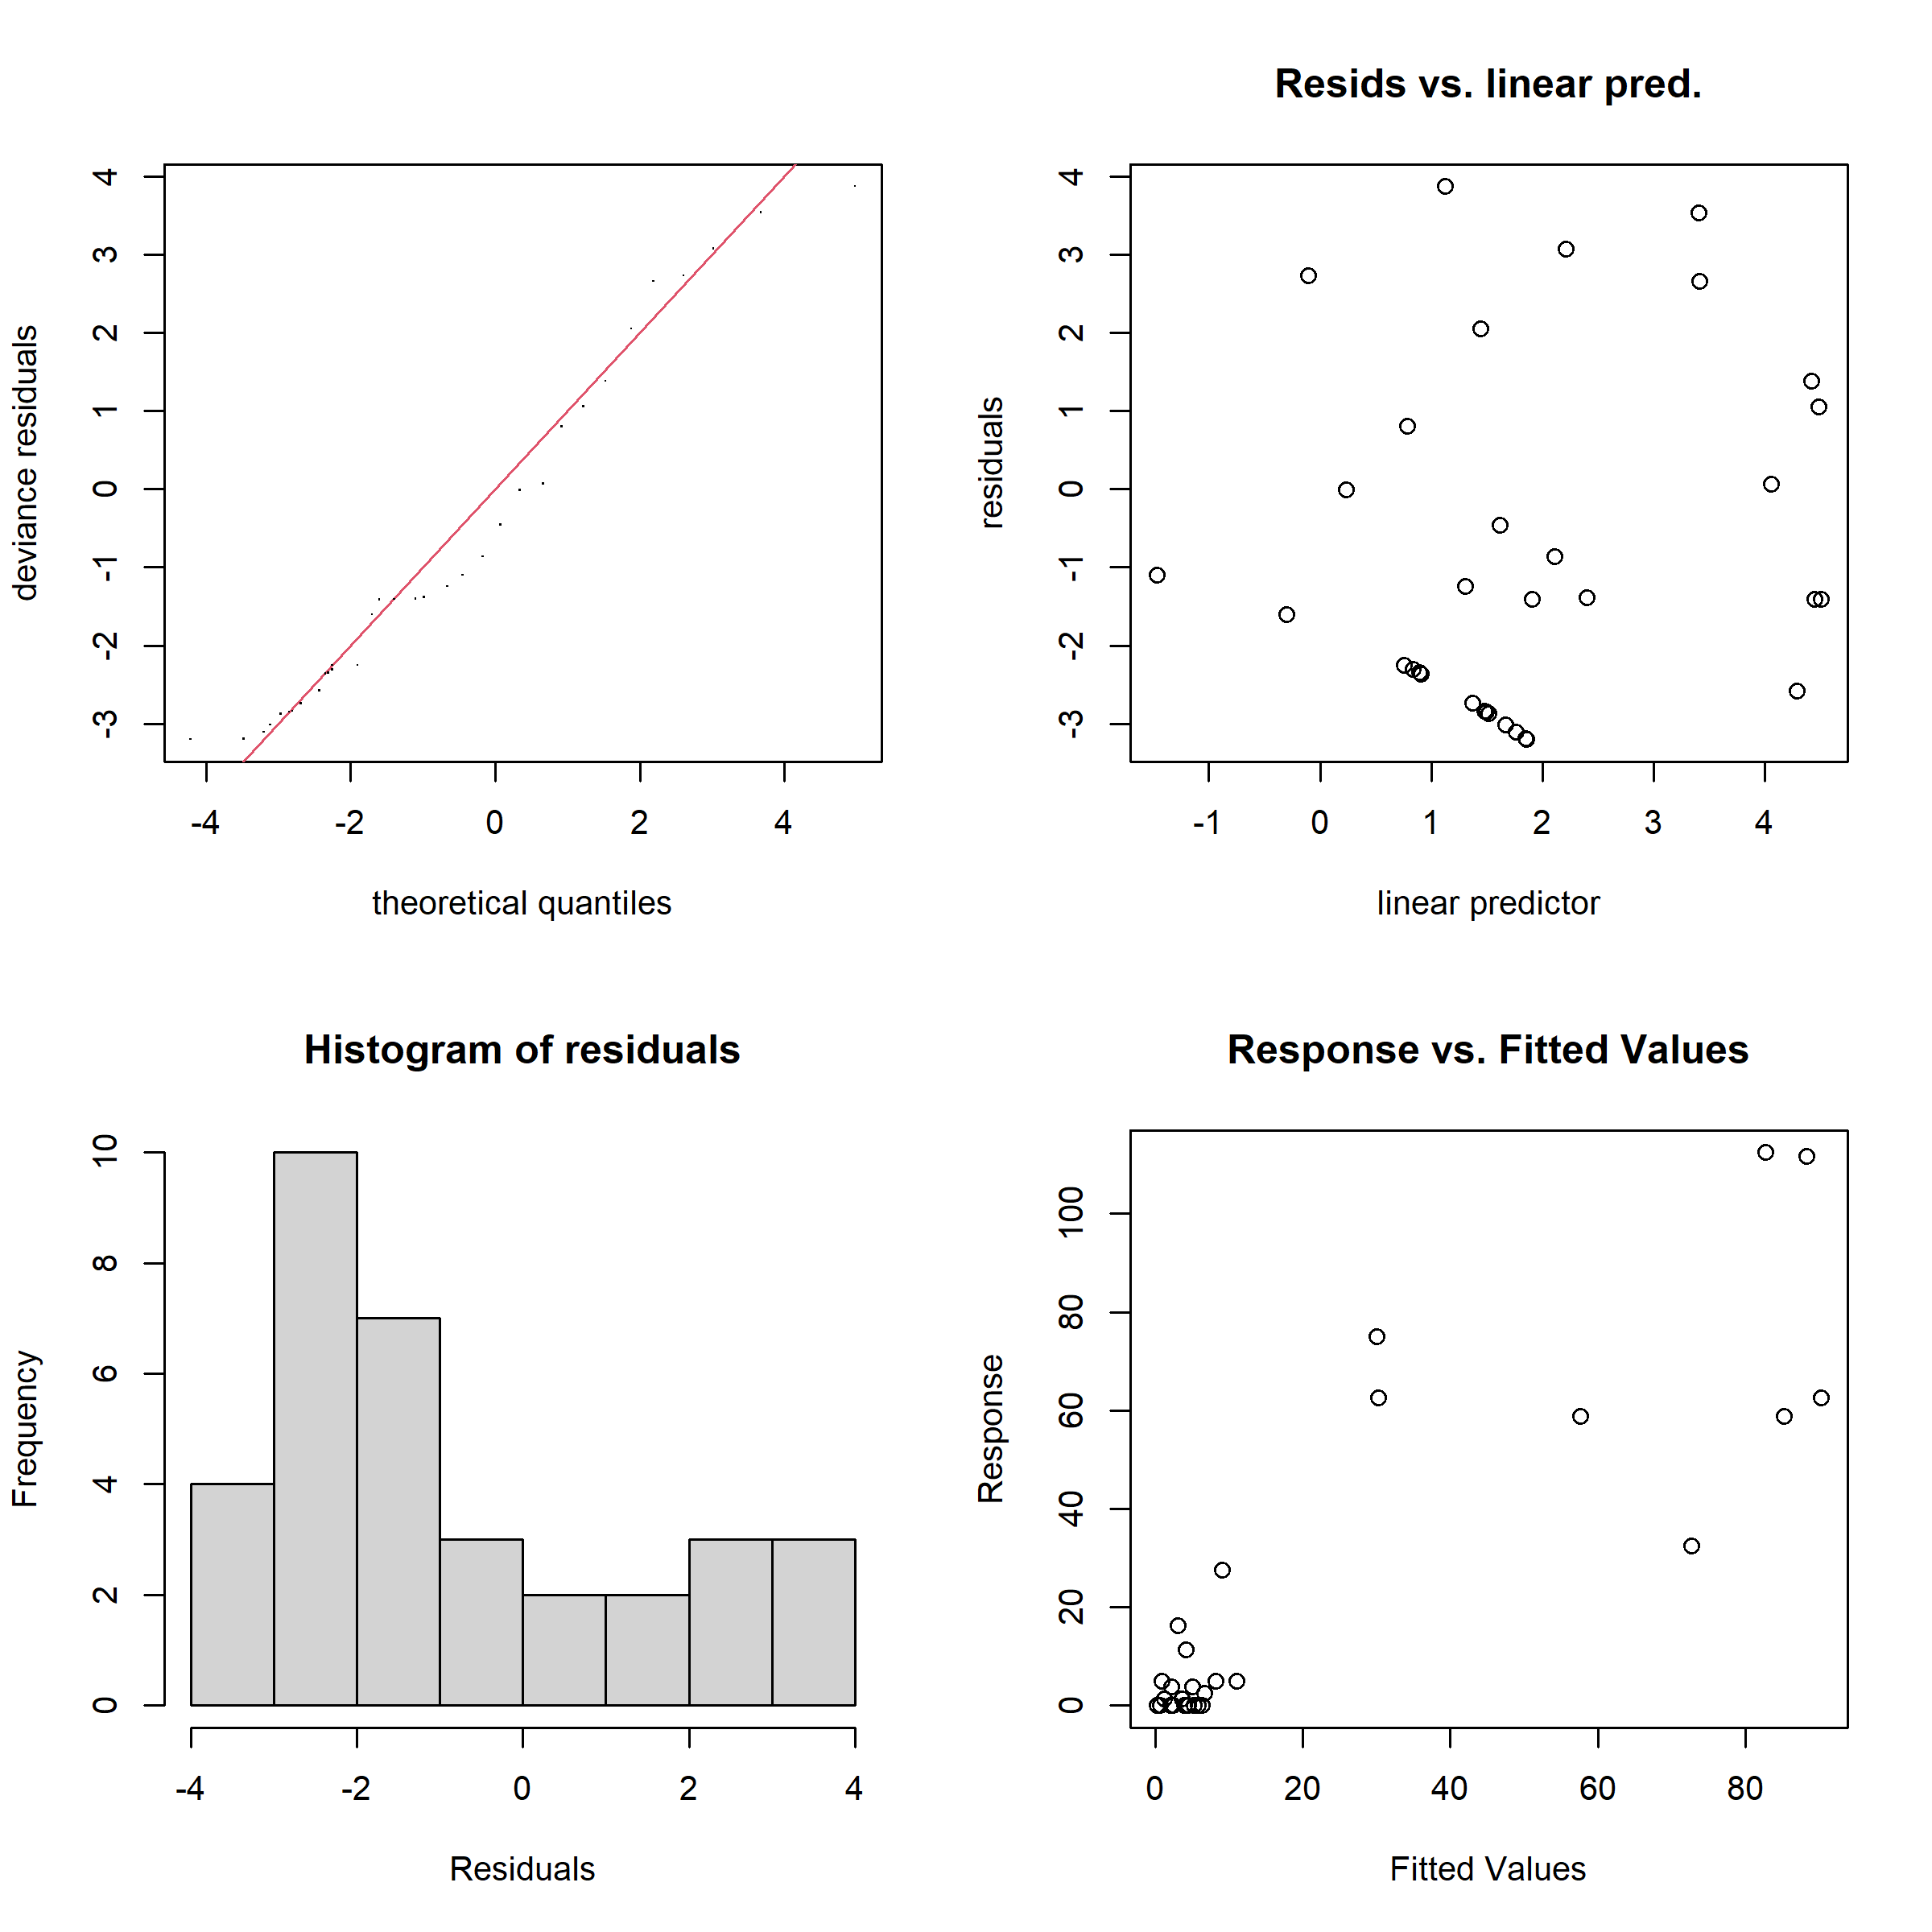 Resids vs. linear pred.
deviance residuals
-3 -2 -1 0 1 2 3 4
-4 -2 0 2 4
theoretical quantiles
residuals
-3 -2 -1 0 1 2 3 4
-1 0 1 2 3 4
linear predictor
Histogram of residuals
Frequency
0 2 4 6 8 10
-4 -2 0 2 4
Residuals
Response vs. Fitted Values
Response
0 20 40 60 80 100
0 20 40 60 80
Fitted Values